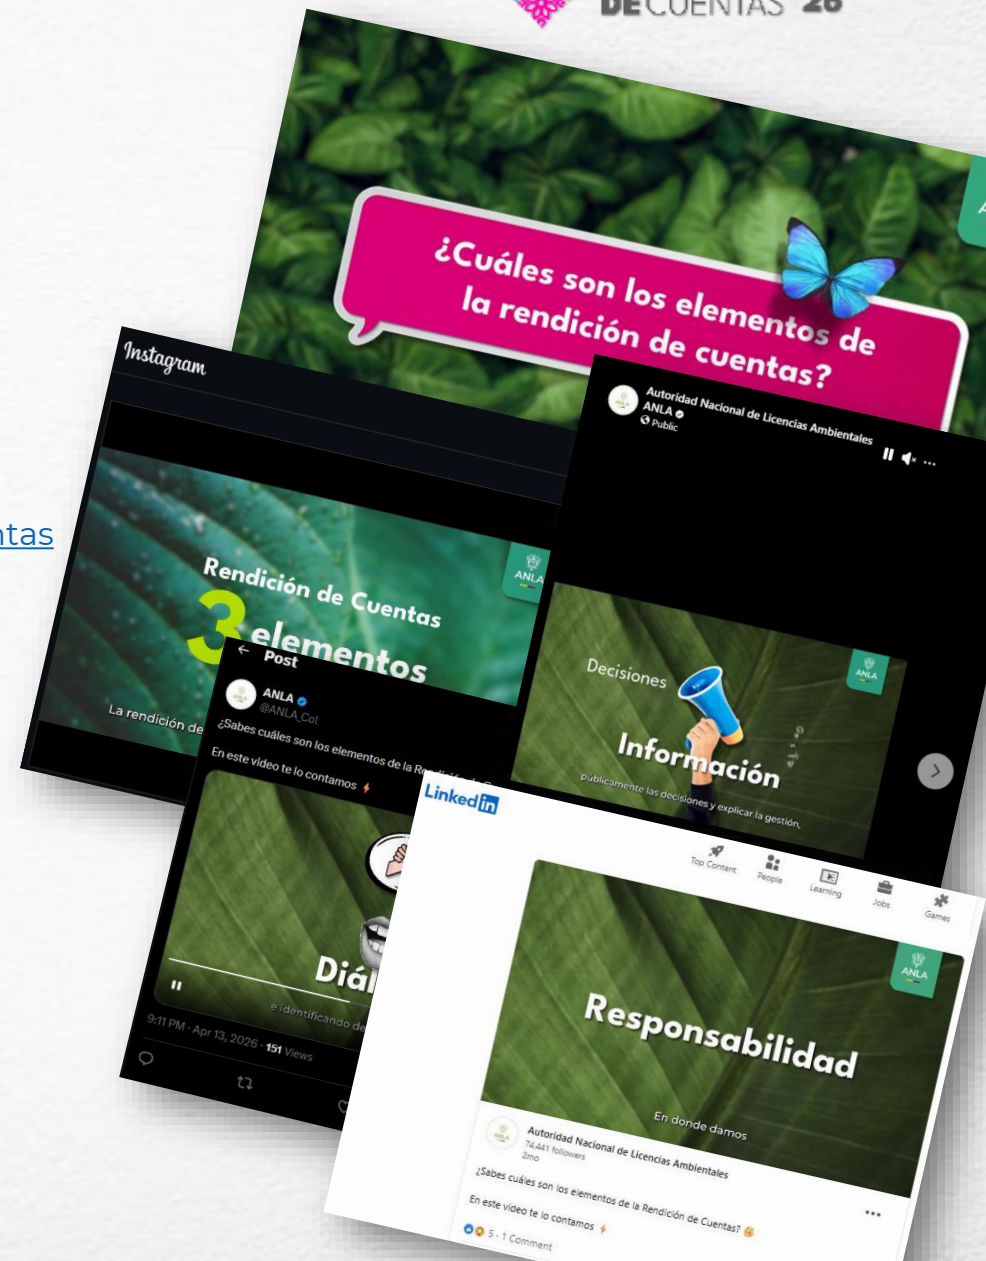 DE CUENTAS 26
¿Cuáles son los elementos de
la rendición de cuentas?
Instagram
Rendición de Cuentas
3 elementos
La rendición de
ANLA
ntas
Autoridad Nacional de Licencias Ambientales
ANLA
Public
Decisiones
Información
públicamente las decisiones y explicar la gestión,
ANLA
Post
ANLA
@ANLA_Col
¿Sabes cuáles son los elementos de la
En este video te lo contamos
Diál
e identificando de
9:11 PM · Apr 13, 2026 · 151 Views
Linked in
Top Content
People
Learning
Jobs
Games
ANLA
Responsabilidad
En donde damos
Autoridad Nacional de Licencias Ambientales
74,441 followers
2mo
¿Sabes cuáles son los elementos de la Rendición de Cuentas?
En este video te lo contamos
5 · 1 Comment